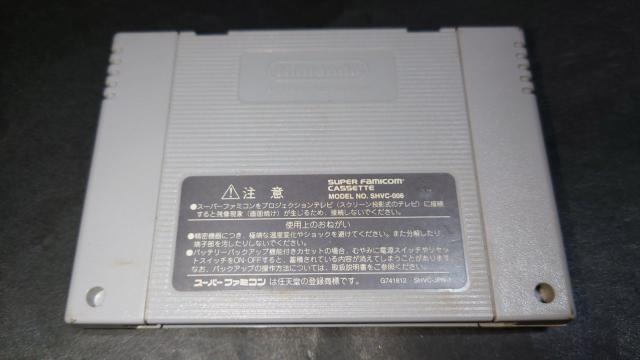 Nintendo
⚠注 意
SUPER FAMICOM
CASSETTE
MODEL NO. SHVC-006
●スーパーファミコンをプロジェクションテレビ(スクリーン投影式のテレビ)に接続
すると残像現象(画面焼け)が生じるため、接続しないでください。
使用上のおねがい
●精密機器につき、極端な温度変化やショックを避けてください。また分解したり、
端子部を汚したりしないでください。
●バッテリーバックアップ機能付きカセットの場合、むやみに電源スイッチやリセッ
トスイッチをON・OFFすると、蓄積されている内容が消えてしまうことがあります。
なお、バックアップの操作方法については、取扱説明書をご参照ください。
スーパーファミコンは任天堂の登録商標です。
G741612 SHVC-JPN-1